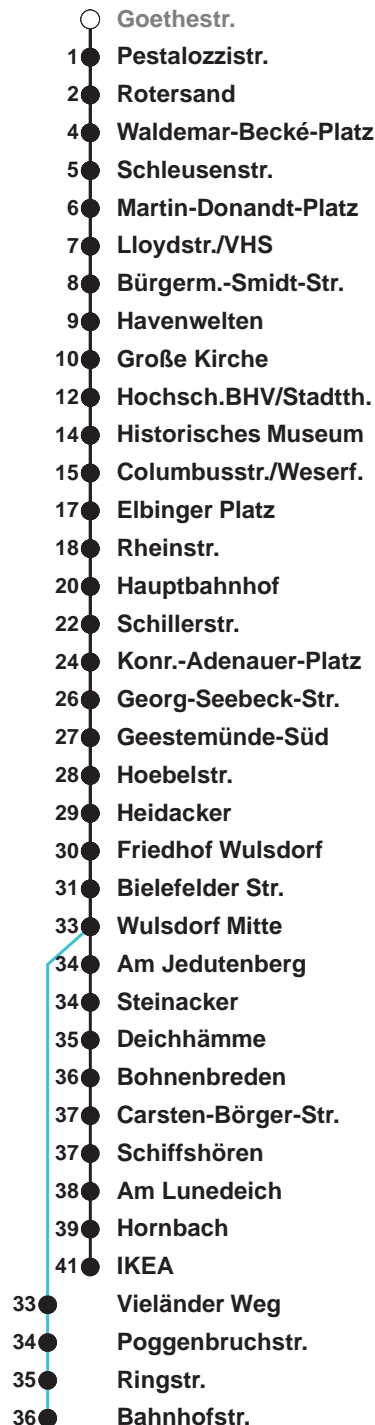 Goethestr.
1 Pestalozzistr.
2 Rotersand
4 Waldemar-Becké-Platz
5 Schleusenstr.
6 Martin-Donandt-Platz
7 Lloydstr./VHS
8 Bürgerm.-Smidt-Str.
9 Havenwelten
10 Große Kirche
12 Hochsch.BHV/Stadtth.
14 Historisches Museum
15 Columbusstr./Weserf.
17 Elbinger Platz
18 Rheinstr.
20 Hauptbahnhof
22 Schillerstr.
24 Konr.-Adenauer-Platz
26 Georg-Seebeck-Str.
27 Geestemünde-Süd
28 Hoebelstr.
29 Heidacker
30 Friedhof Wulsdorf
31 Bielefelder Str.
33 Wulsdorf Mitte
34 Am Jedutenberg
34 Steinacker
35 Deichhämme
36 Bohnenbreden
37 Carsten-Börger-Str.
37 Schiffshören
38 Am Lunedeich
39 Hornbach
41 IKEA
33 Vieländer Weg
34 Poggenbruchstr.
35 Ringstr.
36 Bahnhofstr.